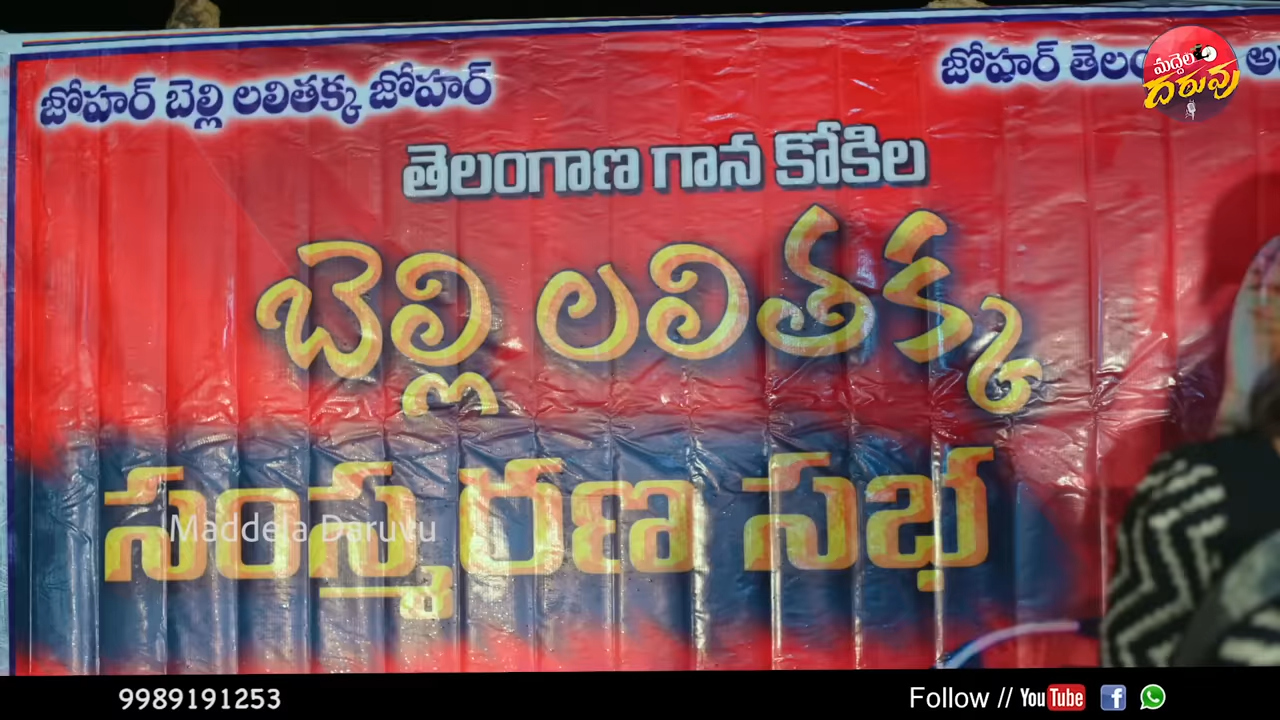 జోహార్ బెల్లి లలితక్క జోహార్
జోహార్
మద్దెల
దరువు
తెలంగాణ గాన కోకిల
బెల్లి లలితక్క
సంస్మరణ సభ
Maddela Daruvu
9989191253
Follow // YouTube